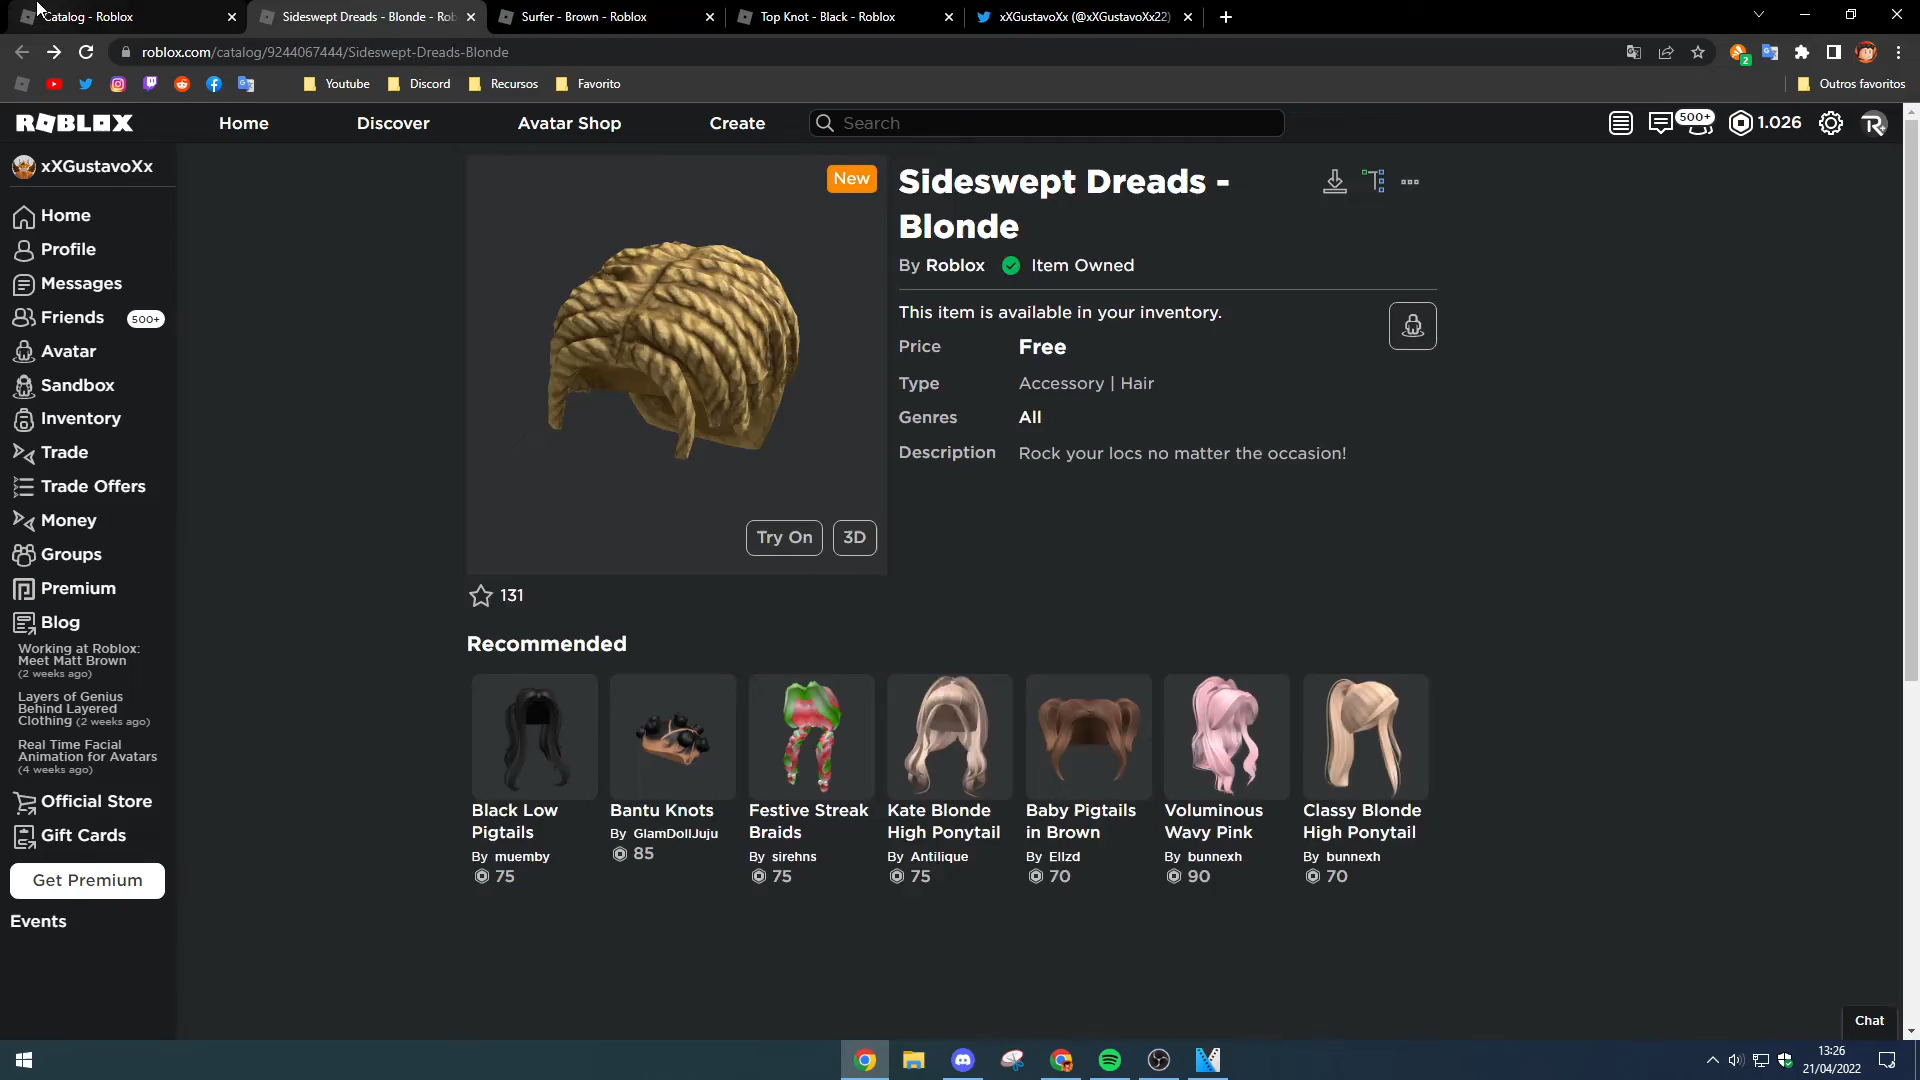 Catalog - Roblox
Sideswept Dreads - Blonde - Rob
Surfer - Brown - Roblox
Top Knot - Black - Roblox
xXGustavoXx (@xXGustavoXx22)
roblox.com/catalog/9244067444/Sideswept-Dreads-Blonde
2
Youtube
Discord
Recursos
Favorito
Outros favoritos
ROBLOX
Home
Discover
Avatar Shop
Create
Search
500+
1.026
xXGustavoXx
Home
Profile
Messages
Friends 500+
Avatar
Sandbox
Inventory
Trade
Trade Offers
Money
Groups
Premium
Blog
Working at Roblox:
Meet Matt Brown
(2 weeks ago)
Layers of Genius
Behind Layered
Clothing (2 weeks ago)
Real Time Facial
Animation for Avatars
(4 weeks ago)
Official Store
Gift Cards
Get Premium
Events
New
Try On
3D
131
Sideswept Dreads -
Blonde
By Roblox Item Owned
This item is available in your inventory.
Price Free
Type Accessory | Hair
Genres All
Description Rock your locs no matter the occasion!
Recommended
Black Low
Pigtails
By muemby
75
Bantu Knots
By GlamDollJuju
85
Festive Streak
Braids
By sirehns
75
Kate Blonde
High Ponytail
By Antilique
75
Baby Pigtails
in Brown
By Ellzd
70
Voluminous
Wavy Pink
By bunnexh
90
Classy Blonde
High Ponytail
By bunnexh
70
Chat
13:26
21/04/2022